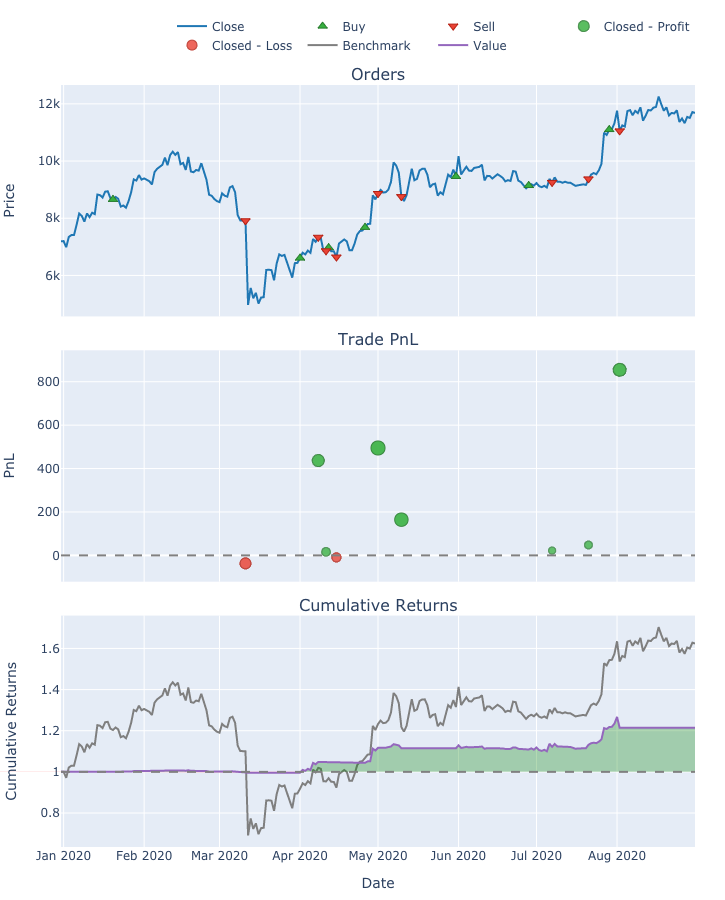 Close Buy Sell Closed - Profit
Closed - Loss Benchmark Value
Orders
12k
10k
8k
6k
Price
Trade PnL
800
600
400
200
0
PnL
Cumulative Returns
1.6
1.4
1.2
1
0.8
Cumulative Returns
Jan 2020 Feb 2020 Mar 2020 Apr 2020 May 2020 Jun 2020 Jul 2020 Aug 2020
Date